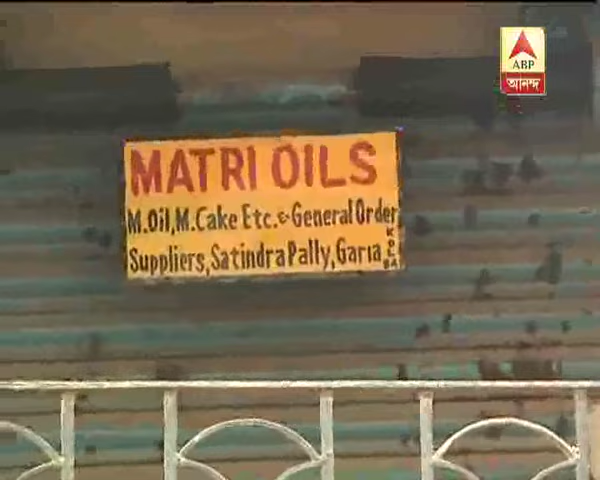 ABP
আনন্দ
MATRI OILS
M.Oil,M.Cake Etc.& General Order
Suppliers,Satindra Pally,Garia